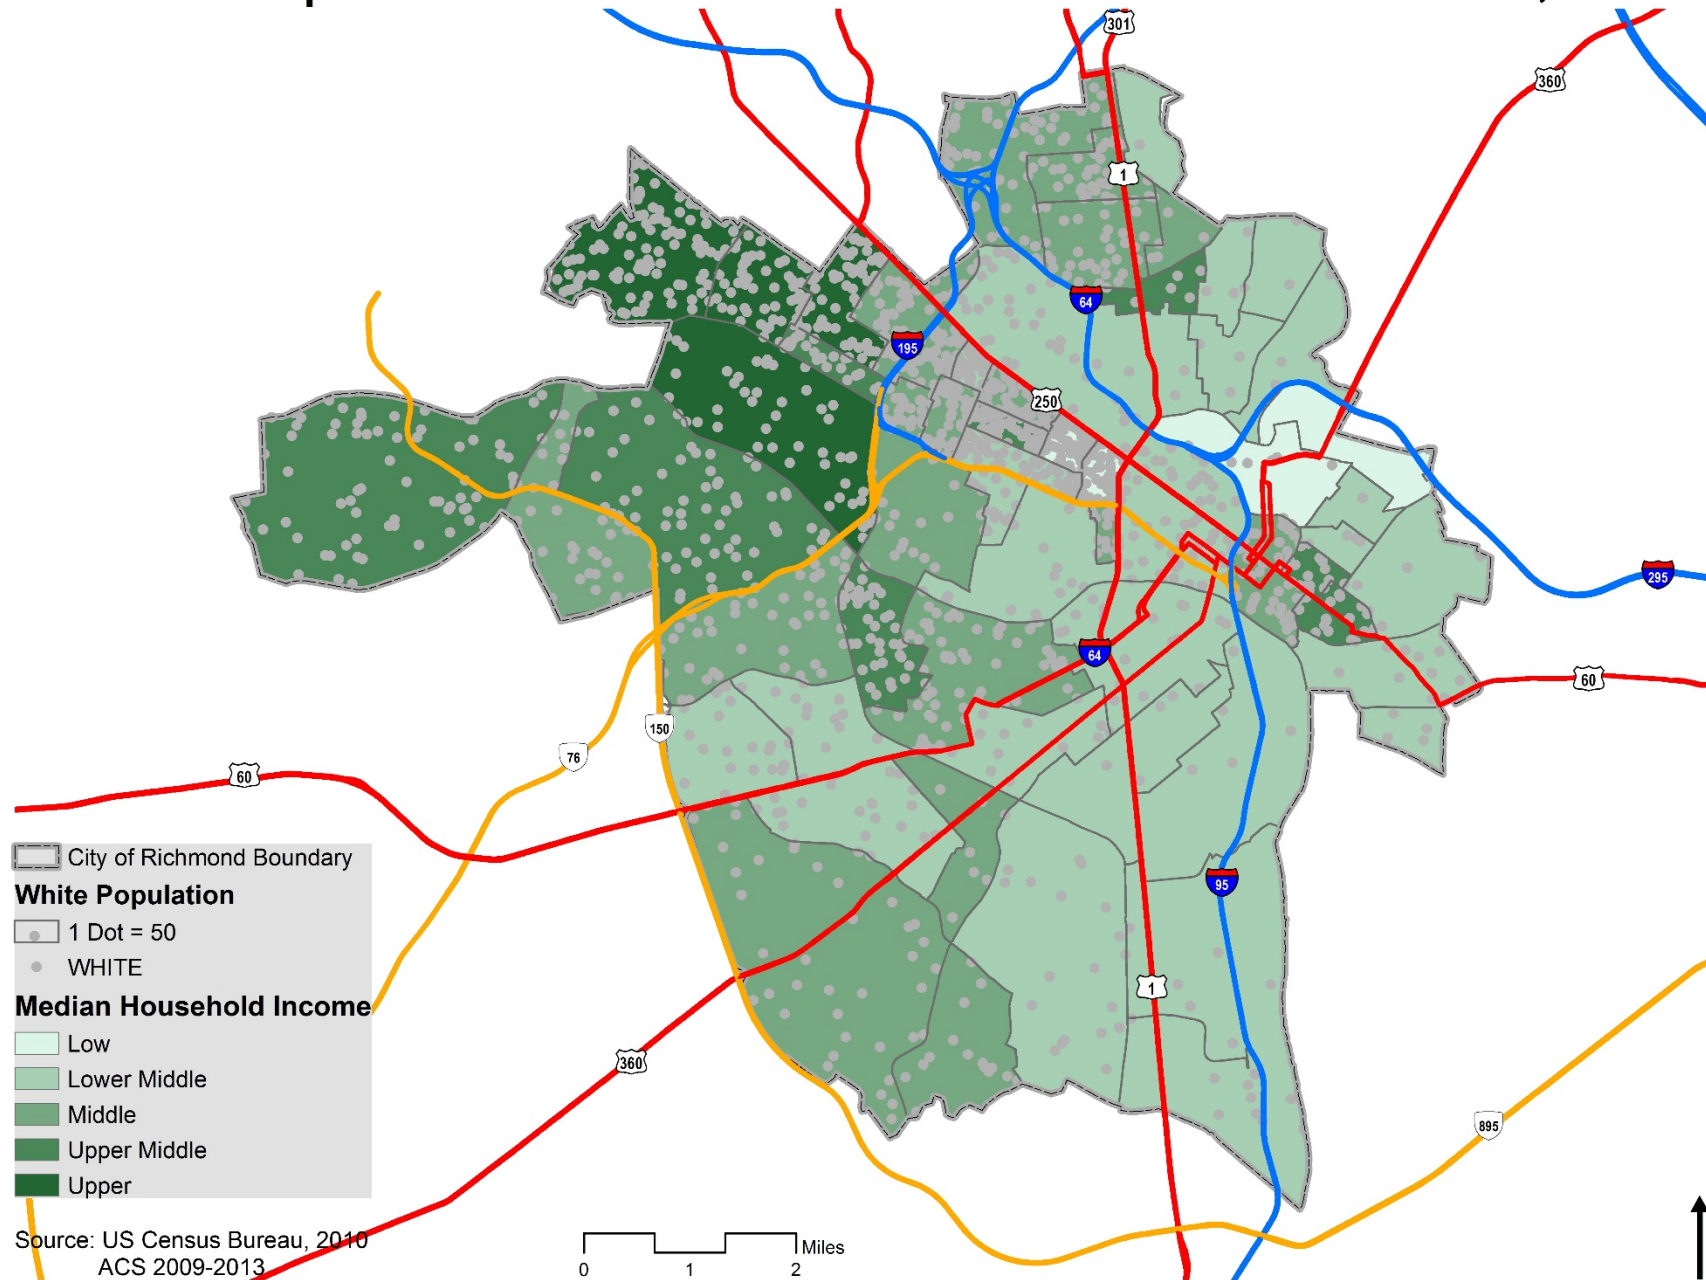 301
360
1
64
195
250
295
64
60
150
76
60
95
1
360
895
City of Richmond Boundary
White Population
1 Dot = 50
WHITE
Median Household Income
Low
Lower Middle
Middle
Upper Middle
Upper
Source: US Census Bureau, 2010
ACS 2009-2013
Miles
0 1 2